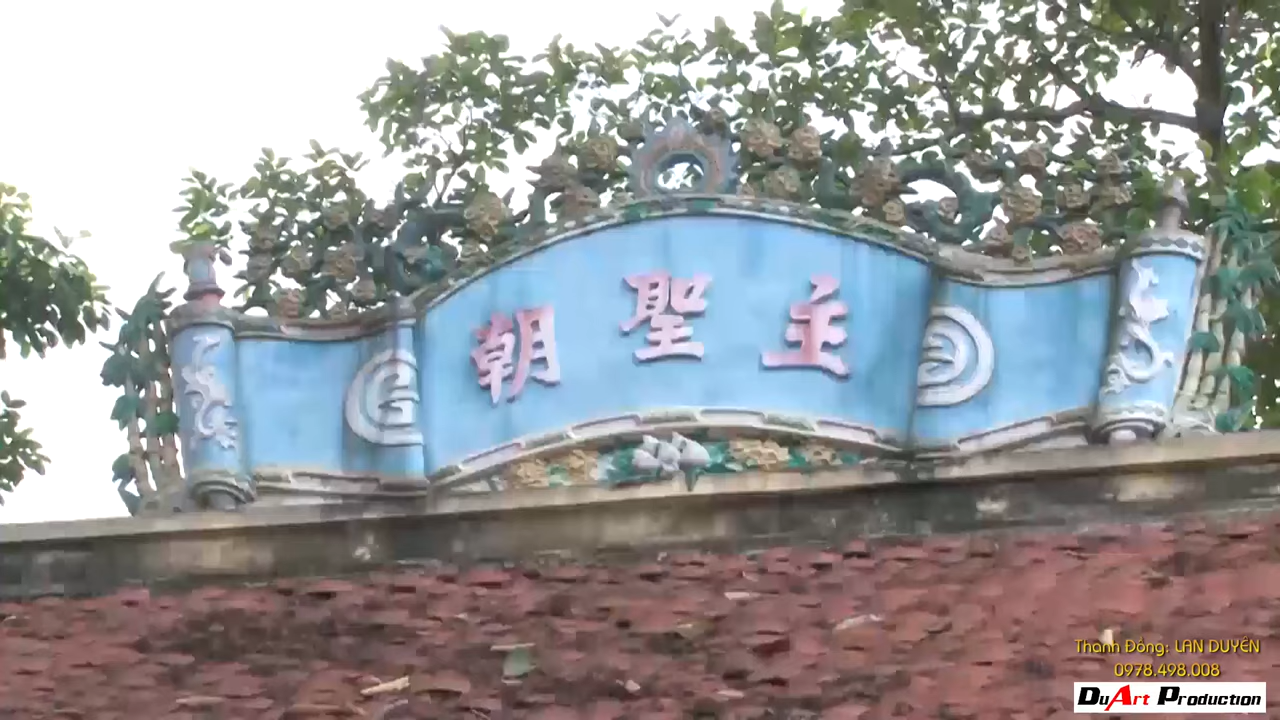 朝聖主
Thanh Đồng: LAN DUYÊN
0978.498.008
DuArt Production